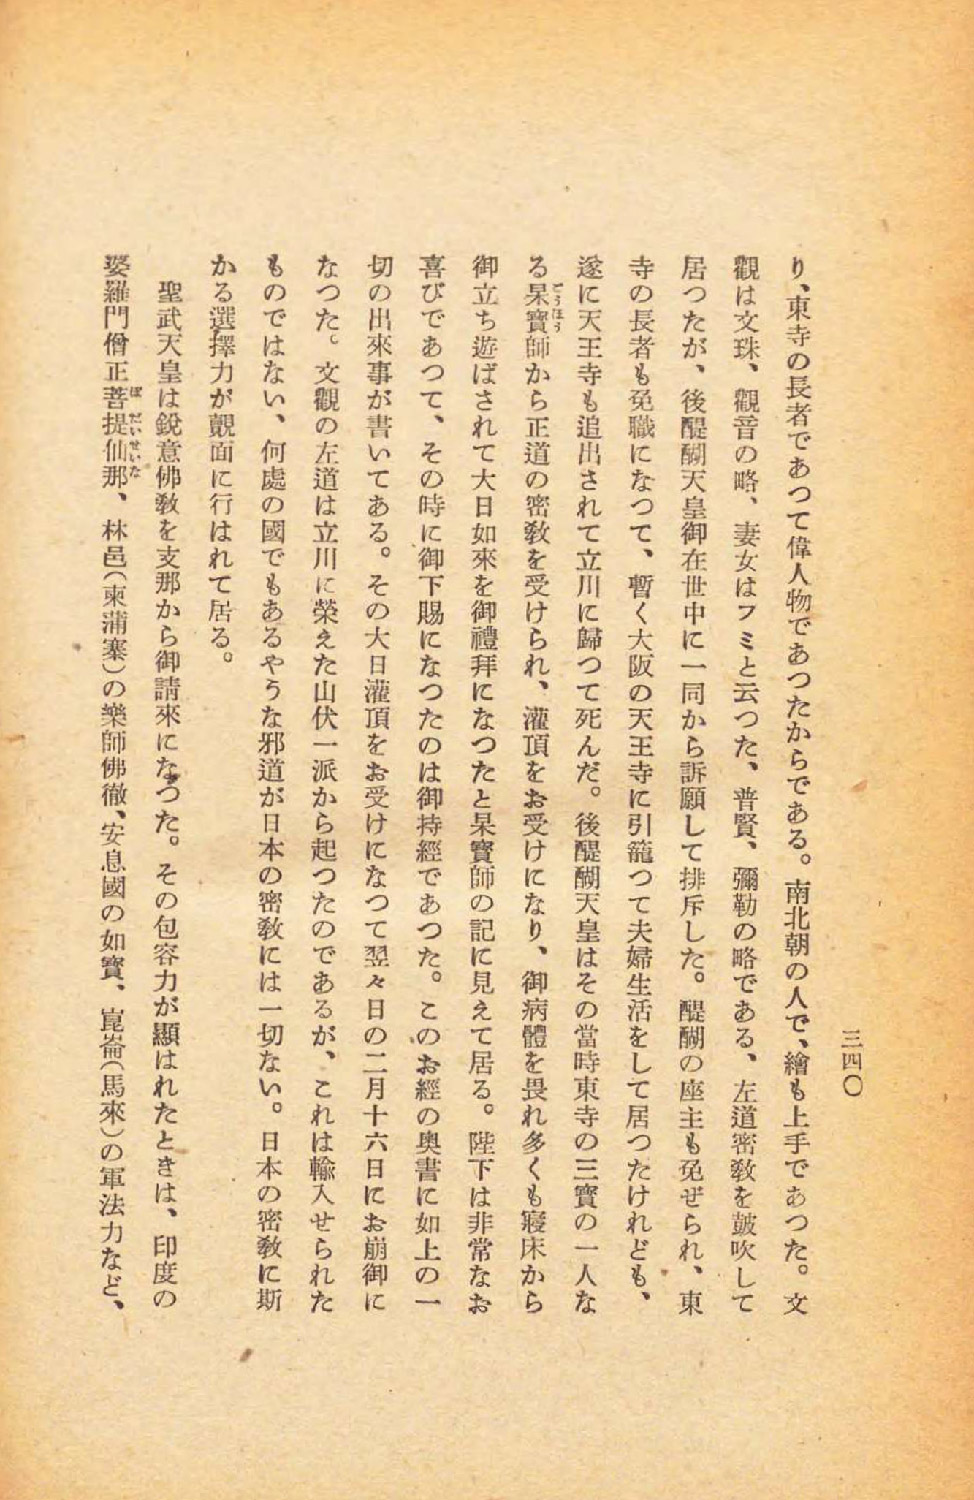 三四〇
り、東寺の長者であつて偉人物であつたからである。南北朝の人で、繪も上手であつた。文
觀は文珠、觀音の略、妻女はフミと云つた、普賢、彌勒の略である、左道密敎を皷吹して
居つたが、後醍醐天皇御在世中に一同から訴願して排斥した。醍醐の座主も免ぜられ、東
寺の長者も免職になつて、暫く大阪の天王寺に引籠つて夫婦生活をして居つたけれども、
遂に天王寺も追出されて立川に歸つて死んだ。後醍醐天皇はその當時東寺の三寶の一人な
る杲寶師から正道の密敎を受けられ、灌頂をお受けになり、御病體を畏れ多くも寢床から
御立ち遊ばされて大日如來を御禮拜になつたと杲寶師の記に見えて居る。陛下は非常なお
喜びであつて、その時に御下賜になつたのは御持經であつた。このお經の奧書に如上の一
切の出來事が書いてある。その大日灌頂をお受けになつて翌々日の二月十六日にお崩御に
なつた。文觀の左道は立川に榮えた山伏一派から起つたのであるが、これは輸入せられた
ものではない、何處の國でもあるやうな邪道が日本の密敎には一切ない。日本の密敎に斯
かる選擇力が覿面に行はれて居る。
聖武天皇は銳意佛敎を支那から御請來になつた。その包容力が顯はれたときは、印度の
婆羅門僧正菩提仙那、林邑(柬蒲寨)の樂師佛徹、安息國の如寶、崑崙(馬來)の軍法力など、